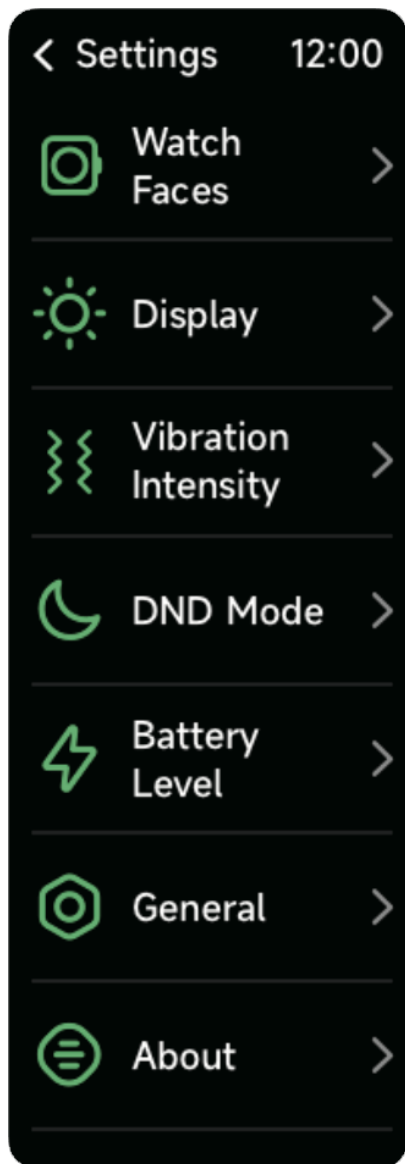 Settings 12:00
Watch
Faces
Display
Vibration
Intensity
DND Mode
Battery
Level
General
About